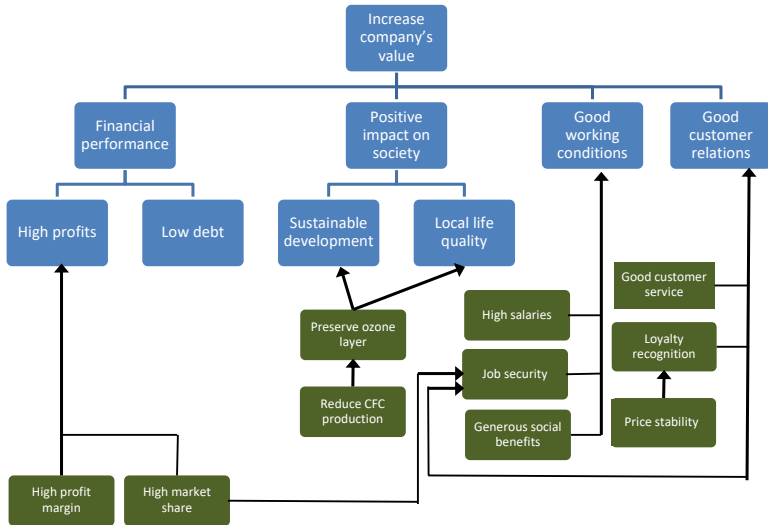 Increase
company's
value
Financial
performance
Positive
impact on
society
Good
working
conditions
Good
customer
relations
High profits
Low debt
Sustainable
development
Local life
quality
Good customer
service
High salaries
Preserve ozone
layer
Loyalty
recognition
Job security
Reduce CFC
production
Generous social
benefits
Price stability
High profit
margin
High market
share